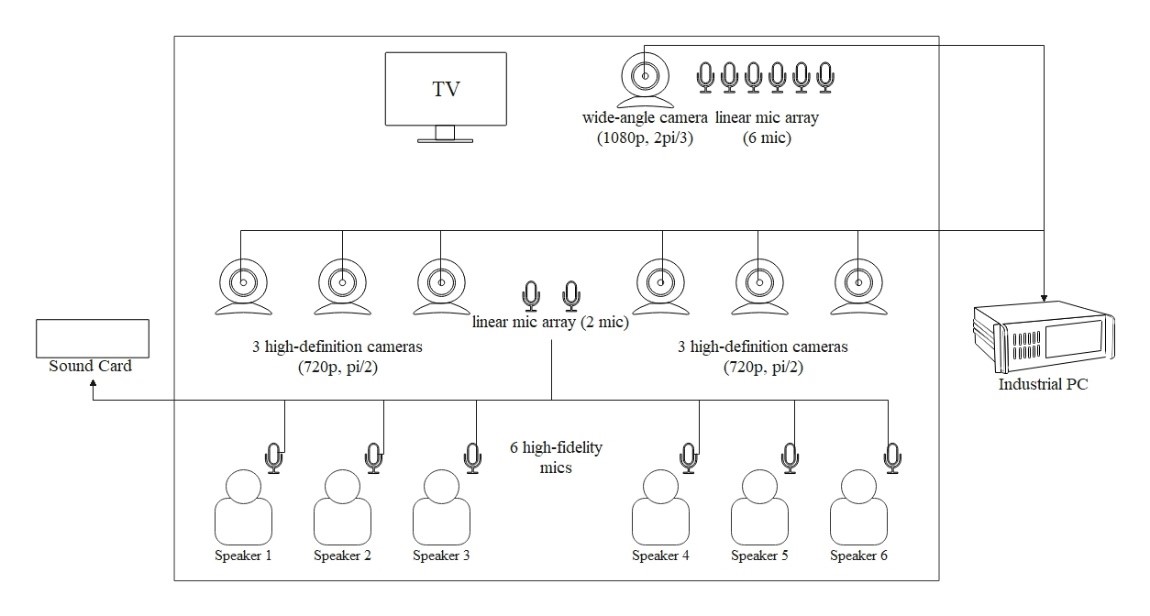 TV
wide-angle camera
(1080p, 2pi/3)
linear mic array
(6 mic)
linear mic array (2 mic)
3 high-definition cameras
(720p, pi/2)
3 high-definition cameras
(720p, pi/2)
Sound Card
Industrial PC
6 high-fidelity
mics
Speaker 1
Speaker 2
Speaker 3
Speaker 4
Speaker 5
Speaker 6